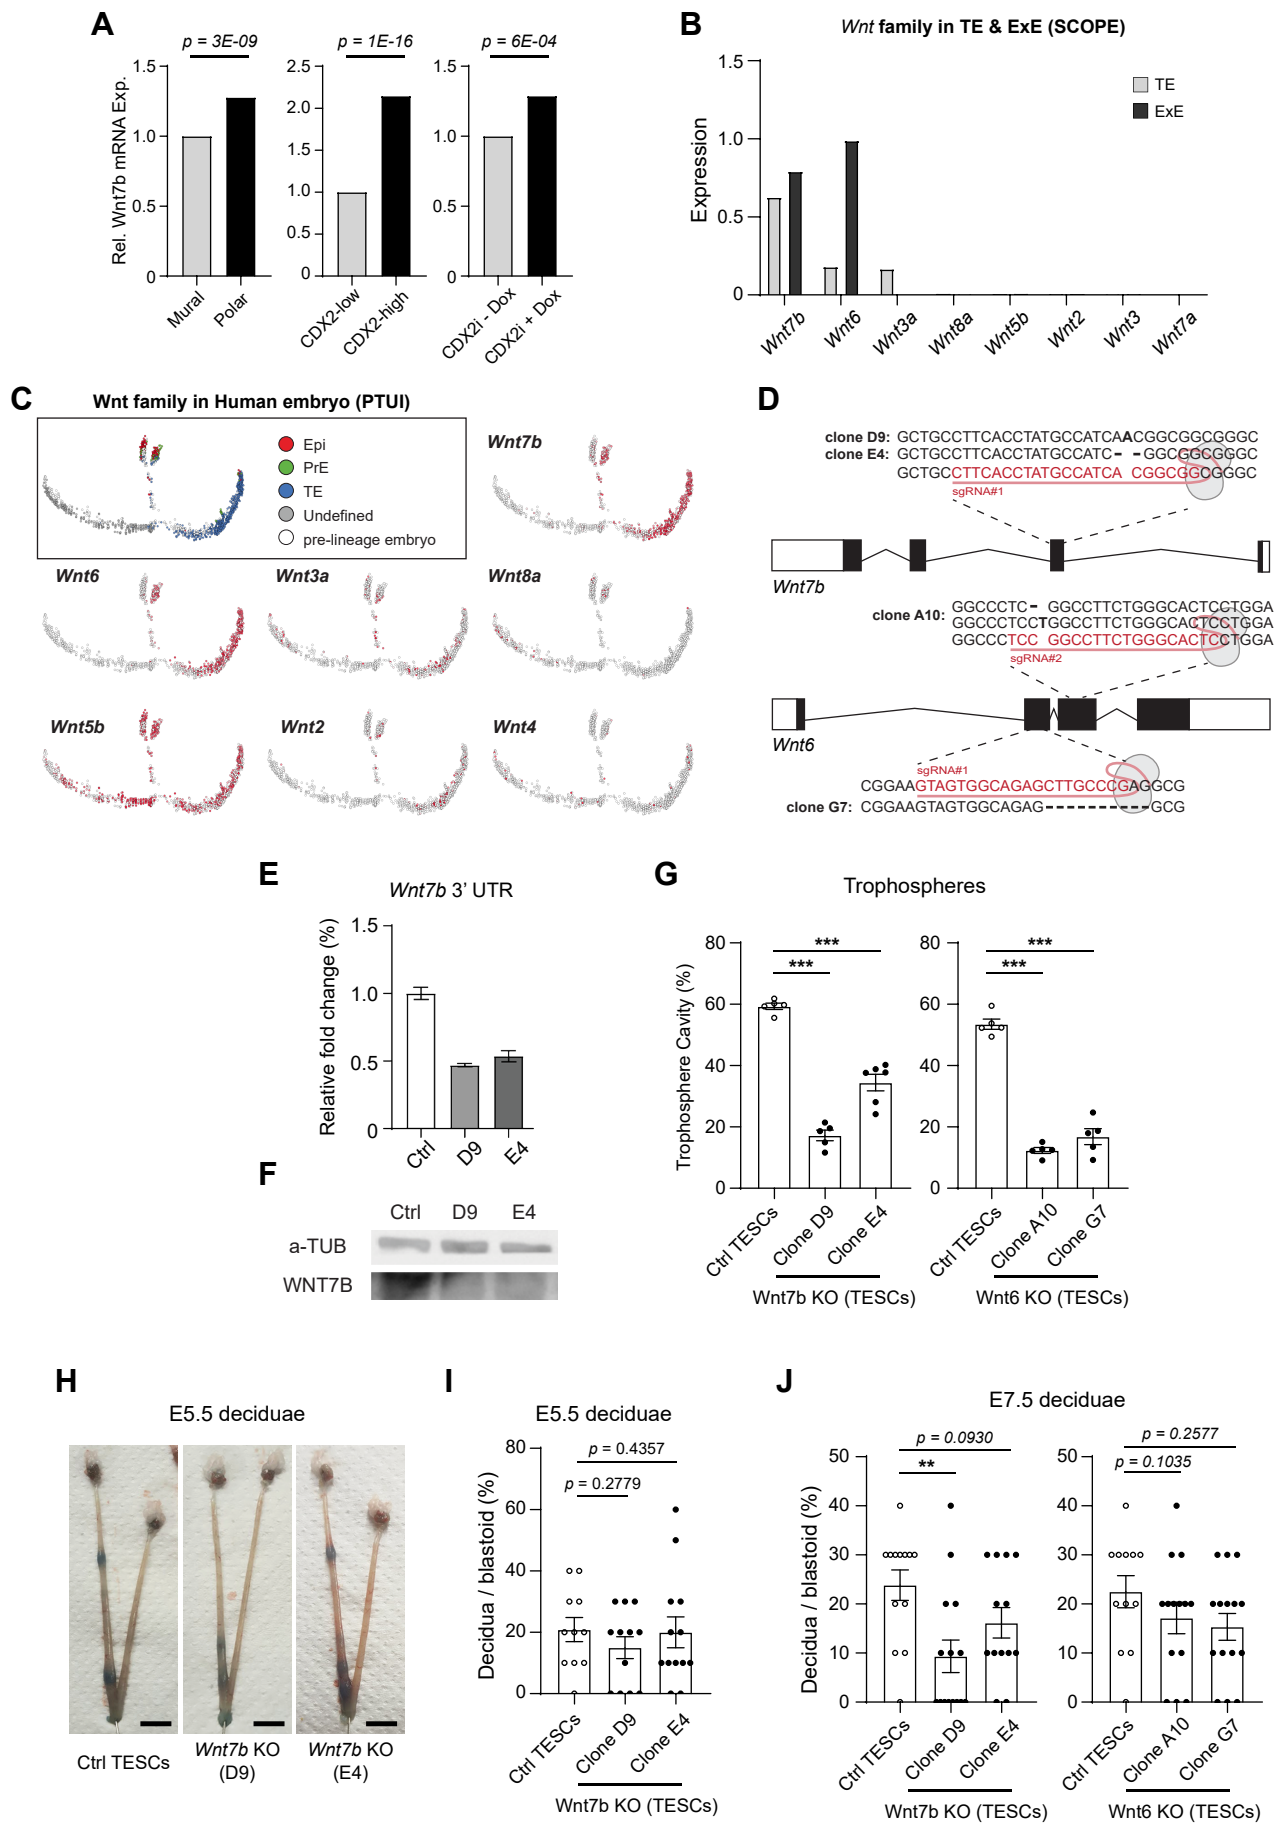 A
p = 3E-09
p = 1E-16
p = 6E-04
Rel. Wnt7b mRNA Exp.
1.5
1.0
0.5
0
2.5
2.0
1.5
1.0
0.5
0
1.5
1.0
0.5
0
Mural
Polar
CDX2-low
CDX2-high
CDX2i - Dox
CDX2i + Dox
B
Wnt family in TE & ExE (SCOPE)
TE
ExE
Expression
1.5
1.0
0.5
0
Wnt7b
Wnt6
Wnt3a
Wnt8a
Wnt5b
Wnt2
Wnt3
Wnt7a
C
Wnt family in Human embryo (PTUI)
Epi
PrE
TE
Undefined
pre-lineage embryo
Wnt7b
Wnt6
Wnt3a
Wnt8a
Wnt5b
Wnt2
Wnt4
D
clone D9: GCTGCCTTCACCTATGCCATCAACGGCGGCGGGC
clone E4: GCTGCCTTCACCTATGCCATC- -GGCGGCGGGC
GCTGCCTTCACCTATGCCATCA CGGCGGCGGGC
sgRNA#1
Wnt7b
clone A10:
GGCCCTC- GGCCTTCTGGGCACTCCTGGA
GGCCCTCCTGGCCTTCTGGGCACTCCTGGA
GGCCCTCC GGCCTTCTGGGCACTCCTGGA
sgRNA#2
Wnt6
sgRNA#1
CGGAAGTAGTGGCAGAGCTTGCCCGAGGCG
clone G7: CGGAAGTAGTGGCAGAG----------GCG
E
Wnt7b 3' UTR
Relative fold change (%)
1.5
1.0
0.5
0
Ctrl
D9
E4
F
Ctrl D9 E4
a-TUB
WNT7B
G
Trophospheres
Trophosphere Cavity (%)
80
60
40
20
0
***
***
Ctrl TESCs
Clone D9
Clone E4
Wnt7b KO (TESCs)
80
60
40
20
0
***
***
Ctrl TESCs
Clone A10
Clone G7
Wnt6 KO (TESCs)
H
E5.5 deciduae
Ctrl TESCs
Wnt7b KO
(D9)
Wnt7b KO
(E4)
I
E5.5 deciduae
Decidua / blastoid (%)
80
60
40
20
0
p = 0.4357
p = 0.2779
Ctrl TESCs
Clone D9
Clone E4
Wnt7b KO (TESCs)
J
E7.5 deciduae
Decidua / blastoid (%)
50
40
30
20
10
0
p = 0.0930
**
Ctrl TESCs
Clone D9
Clone E4
Wnt7b KO (TESCs)
50
40
30
20
10
0
p = 0.2577
p = 0.1035
Ctrl TESCs
Clone A10
Clone G7
Wnt6 KO (TESCs)